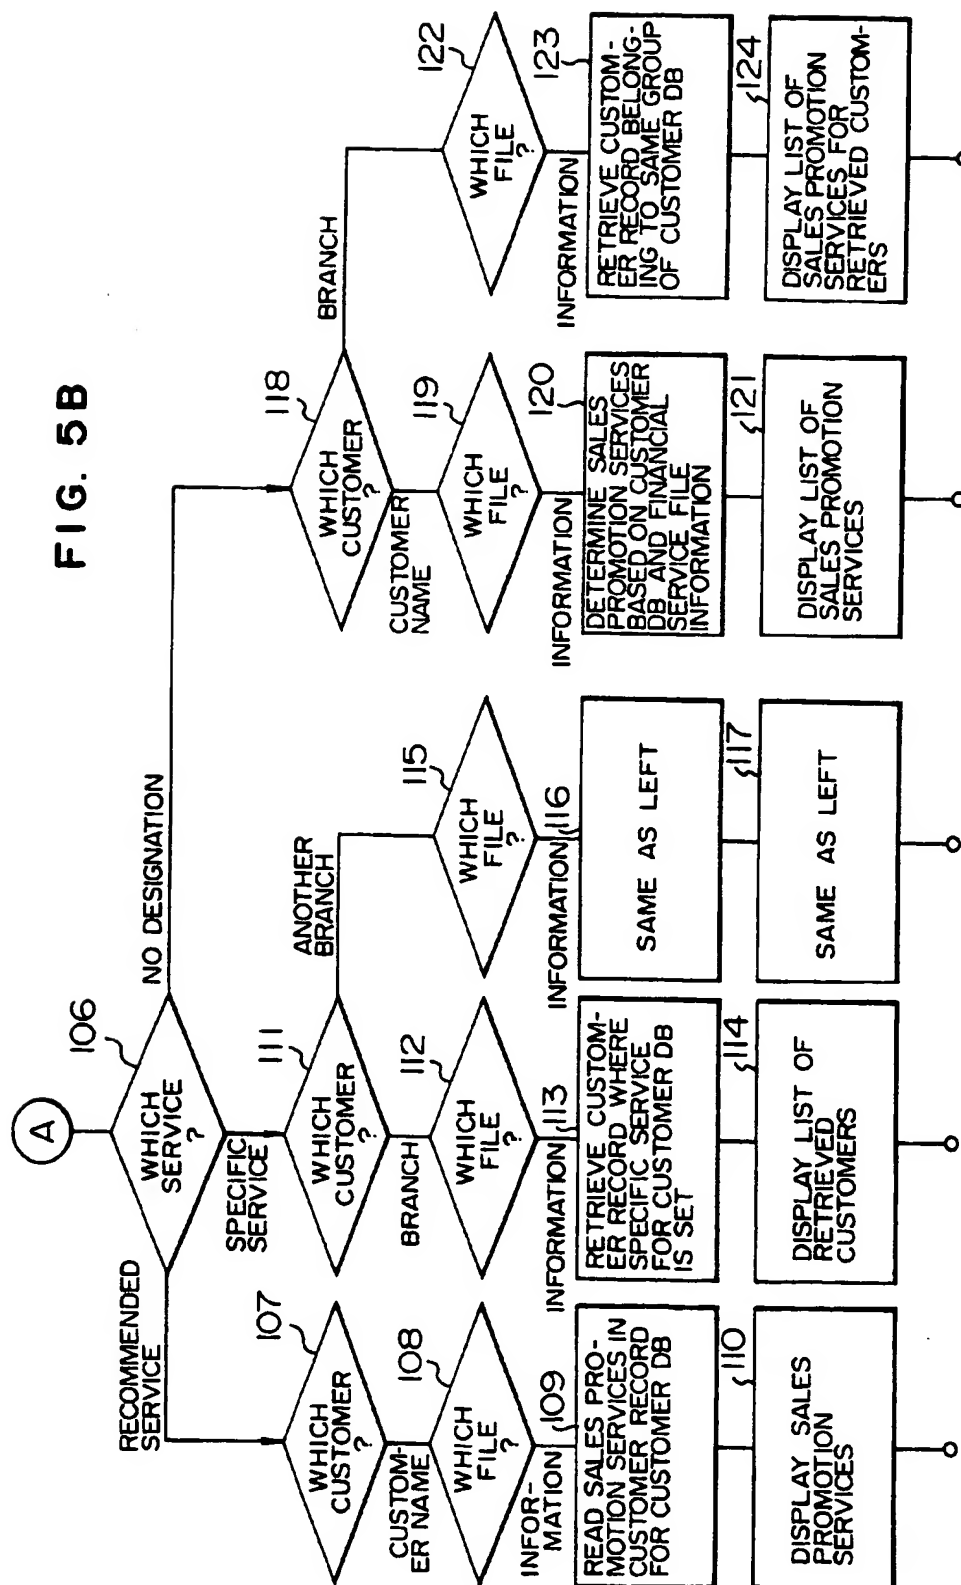 FIG. 5B
A
106
WHICH
SERVICE
?
RECOMMENDED
SERVICE
SPECIFIC
SERVICE
NO DESIGNATION
107
WHICH
CUSTOMER
?
CUSTOM-
ER NAME
108
WHICH
FILE
?
INFOR-
MATION
109
READ SALES PRO-
MOTION SERVICES IN
CUSTOMER RECORD
FOR CUSTOMER DB
110
DISPLAY SALES
PROMOTION
SERVICES
111
WHICH
CUSTOMER
?
BRANCH
ANOTHER
BRANCH
112
WHICH
FILE
?
INFORMATION
113
RETRIEVE CUSTOM-
ER RECORD WHERE
SPECIFIC SERVICE
FOR CUSTOMER DB
IS SET
114
DISPLAY LIST OF
RETRIEVED
CUSTOMERS
115
WHICH
FILE
?
INFORMATION
116
SAME AS LEFT
117
SAME AS LEFT
118
WHICH
CUSTOMER
?
CUSTOMER
NAME
BRANCH
119
WHICH
FILE
?
INFORMATION
120
DETERMINE SALES
PROMOTION SERVICES
BASED ON CUSTOMER
DB AND FINANCIAL
SERVICE FILE
INFORMATION
121
DISPLAY LIST OF
SALES PROMOTION
SERVICES
122
WHICH
FILE
?
INFORMATION
123
RETRIEVE CUSTOM-
ER RECORD BELONG-
ING TO SAME GROUP
OF CUSTOMER DB
124
DISPLAY LIST OF
SALES PROMOTION
SERVICES FOR
RETRIEVED CUSTOM-
ERS